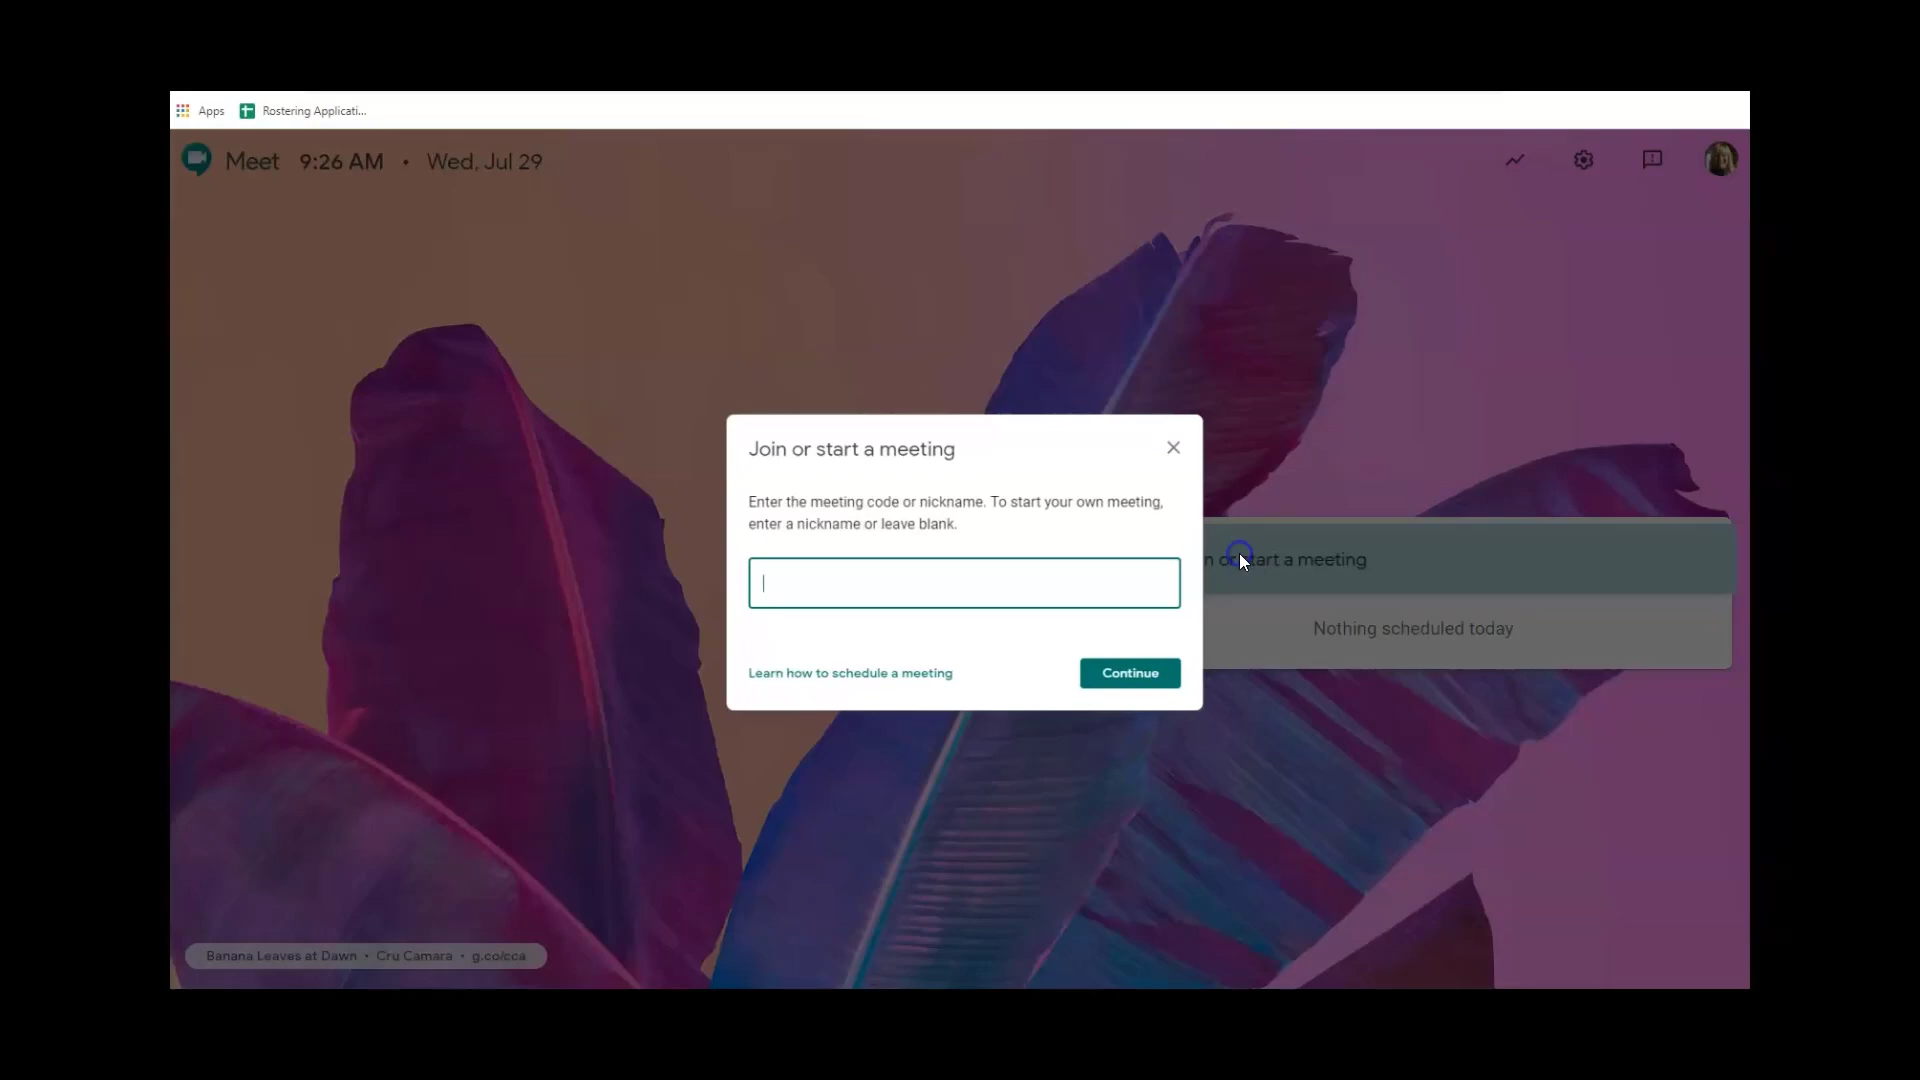 Apps Rostering Applicati...
Meet 9:26 AM • Wed, Jul 29
Join or start a meeting
Enter the meeting code or nickname. To start your own meeting,
enter a nickname or leave blank.
start a meeting
Nothing scheduled today
Learn how to schedule a meeting
Continue
Banana Leaves at Dawn • Cru Camara • g.co/cca